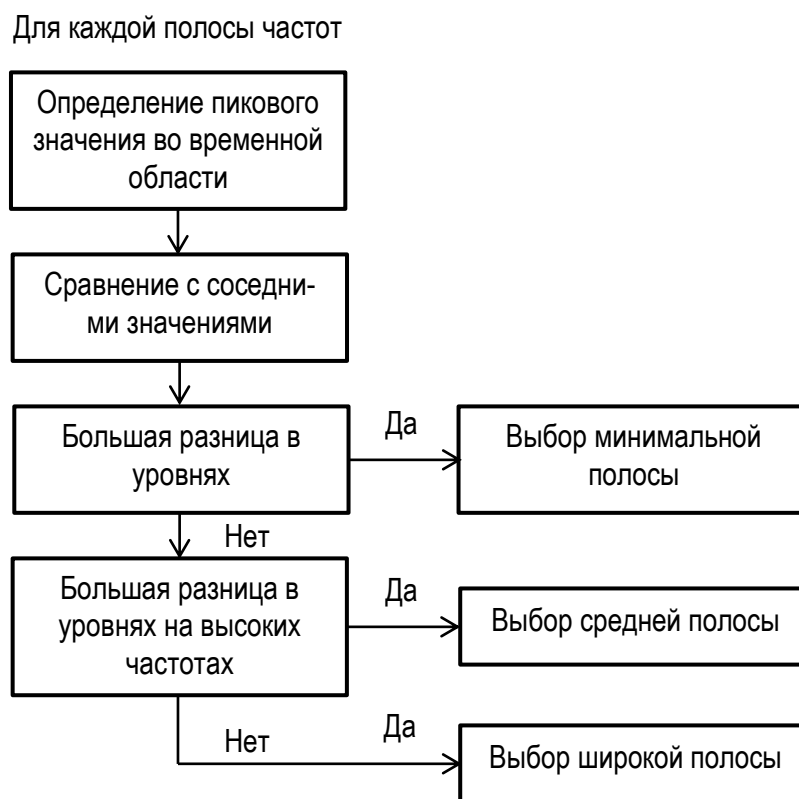 Для каждой полосы частот
Определение пикового
значения во временной
области
Сравнение с соседни-
ми значениями
Большая разница в
уровнях
Да
Выбор минимальной
полосы
Нет
Большая разница в
уровнях на высоких
частотах
Да
Выбор средней полосы
Нет
Да
Выбор широкой полосы